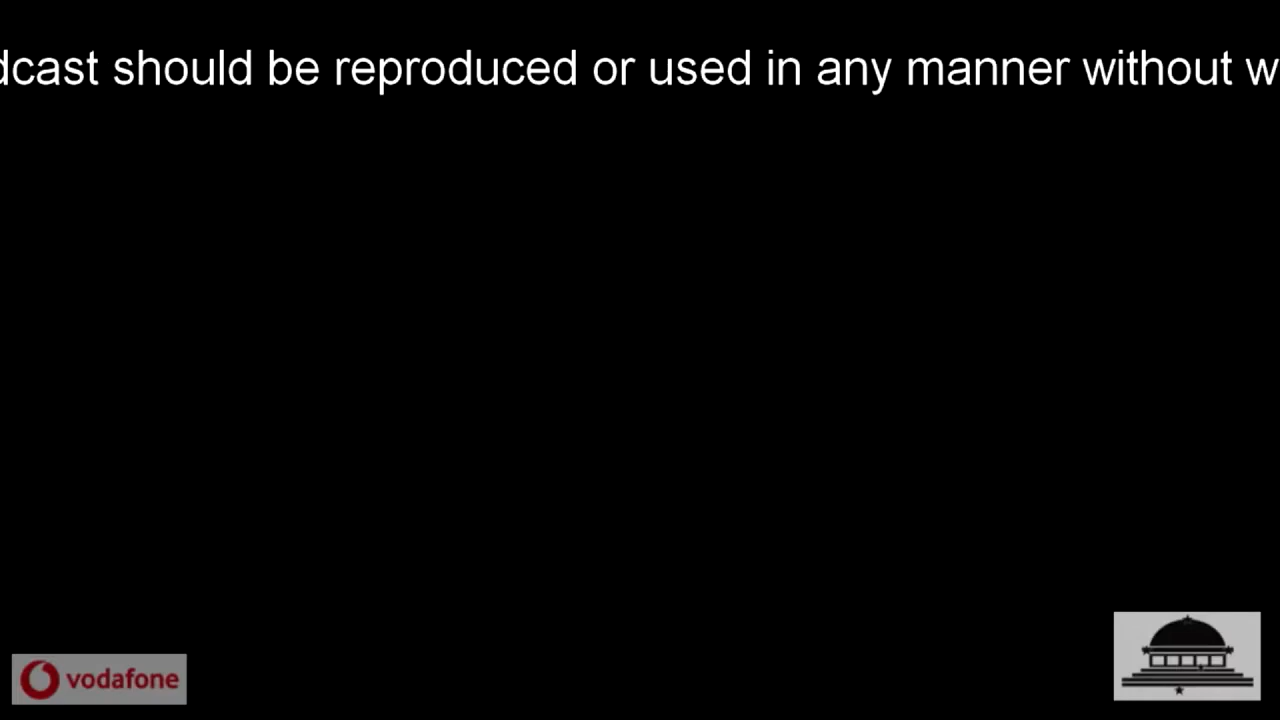 dcast should be reproduced or used in any manner without w
vodafone